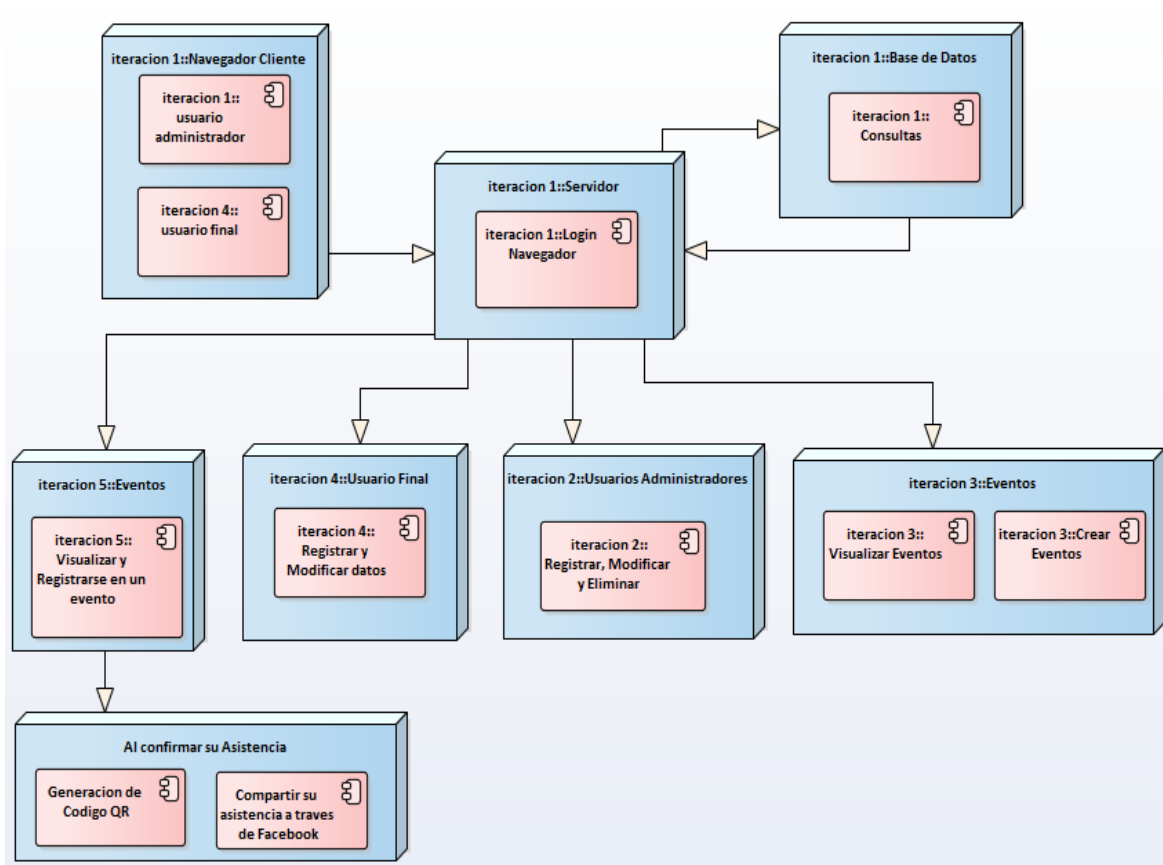 iteracion 1::Navegador Cliente
iteracion 1::
usuario
administrador
iteracion 4::
usuario final
iteracion 1::Base de Datos
iteracion 1::
Consultas
iteracion 1::Servidor
iteracion 1::Login
Navegador
iteracion 5::Eventos
iteracion 5::
Visualizar y
Registrarse en un
evento
iteracion 4::Usuario Final
iteracion 4::
Registrar y
Modificar datos
iteracion 2::Usuarios Administradores
iteracion 2::
Registrar, Modificar
y Eliminar
iteracion 3::Eventos
iteracion 3::
Visualizar Eventos
iteracion 3::Crear
Eventos
Al confirmar su Asistencia
Generacion de
Codigo QR
Compartir su
asistencia a traves
de Facebook